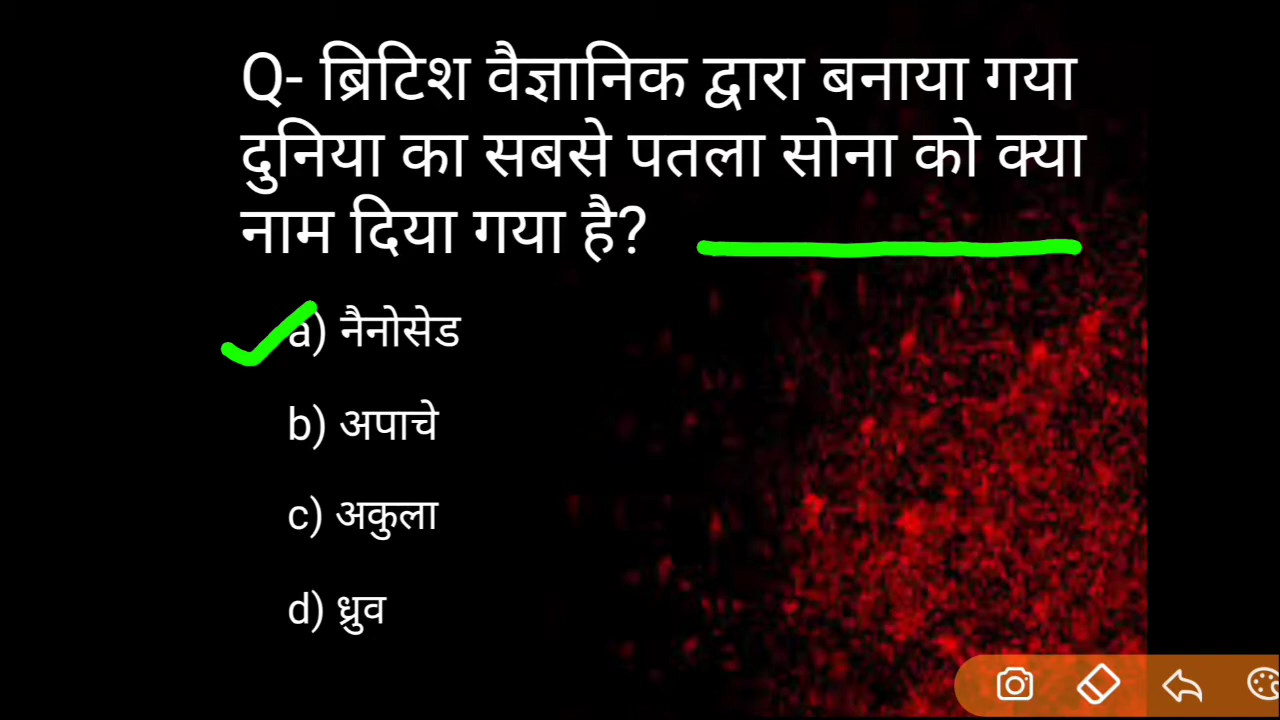 Q- ब्रिटिश वैज्ञानिक द्वारा बनाया गया
दुनिया का सबसे पतला सोना को क्या
नाम दिया गया है?
a) नैनोसेड
b) अपाचे
c) अकुला
d) ध्रुव